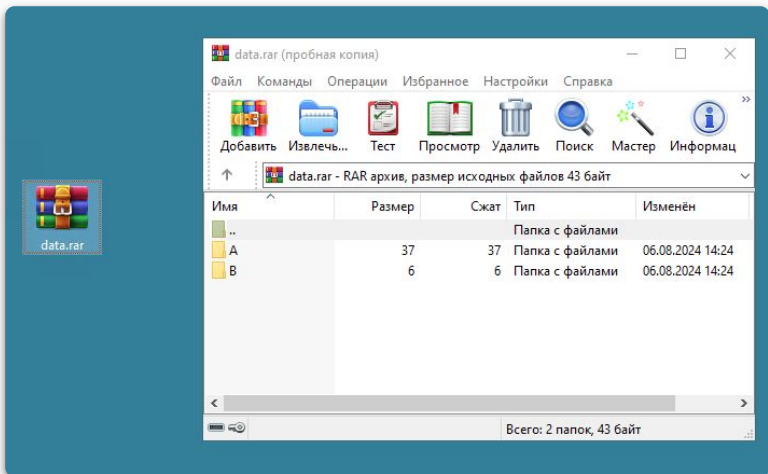 data.rar (пробная копия)
Файл Команды Операции Избранное Настройки Справка
Добавить Извлечь... Тест Просмотр Удалить Поиск Мастер Информац
data.rar - RAR архив, размер исходных файлов 43 байт
Имя Размер Сжат Тип Изменён
.. Папка с файлами
A 37 37 Папка с файлами 06.08.2024 14:24
B 6 6 Папка с файлами 06.08.2024 14:24
Всего: 2 папок, 43 байт
data.rar